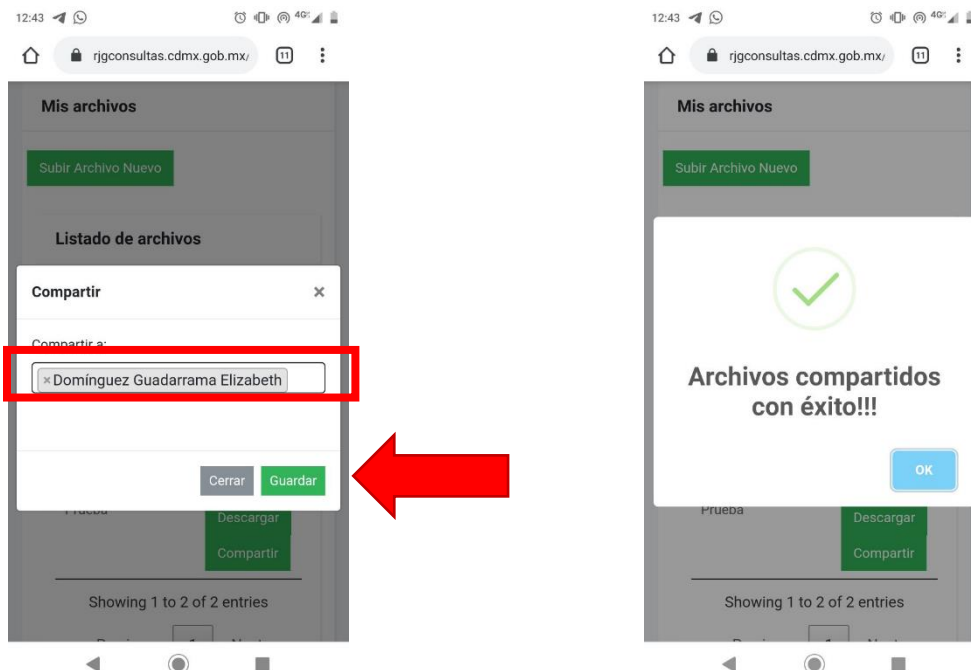 12:43
4G
rjgconsultas.cdmx.gob.mx/
11
Mis archivos
Subir Archivo Nuevo
Listado de archivos
Compartir ×
Compartir a:
× Domínguez Guadarrama Elizabeth
Cerrar
Guardar
Prueba
Descargar
Compartir
Showing 1 to 2 of 2 entries
1
12:43
4G
rjgconsultas.cdmx.gob.mx/
11
Mis archivos
Subir Archivo Nuevo
Archivos compartidos
con éxito!!!
OK
Prueba
Descargar
Compartir
Showing 1 to 2 of 2 entries
1